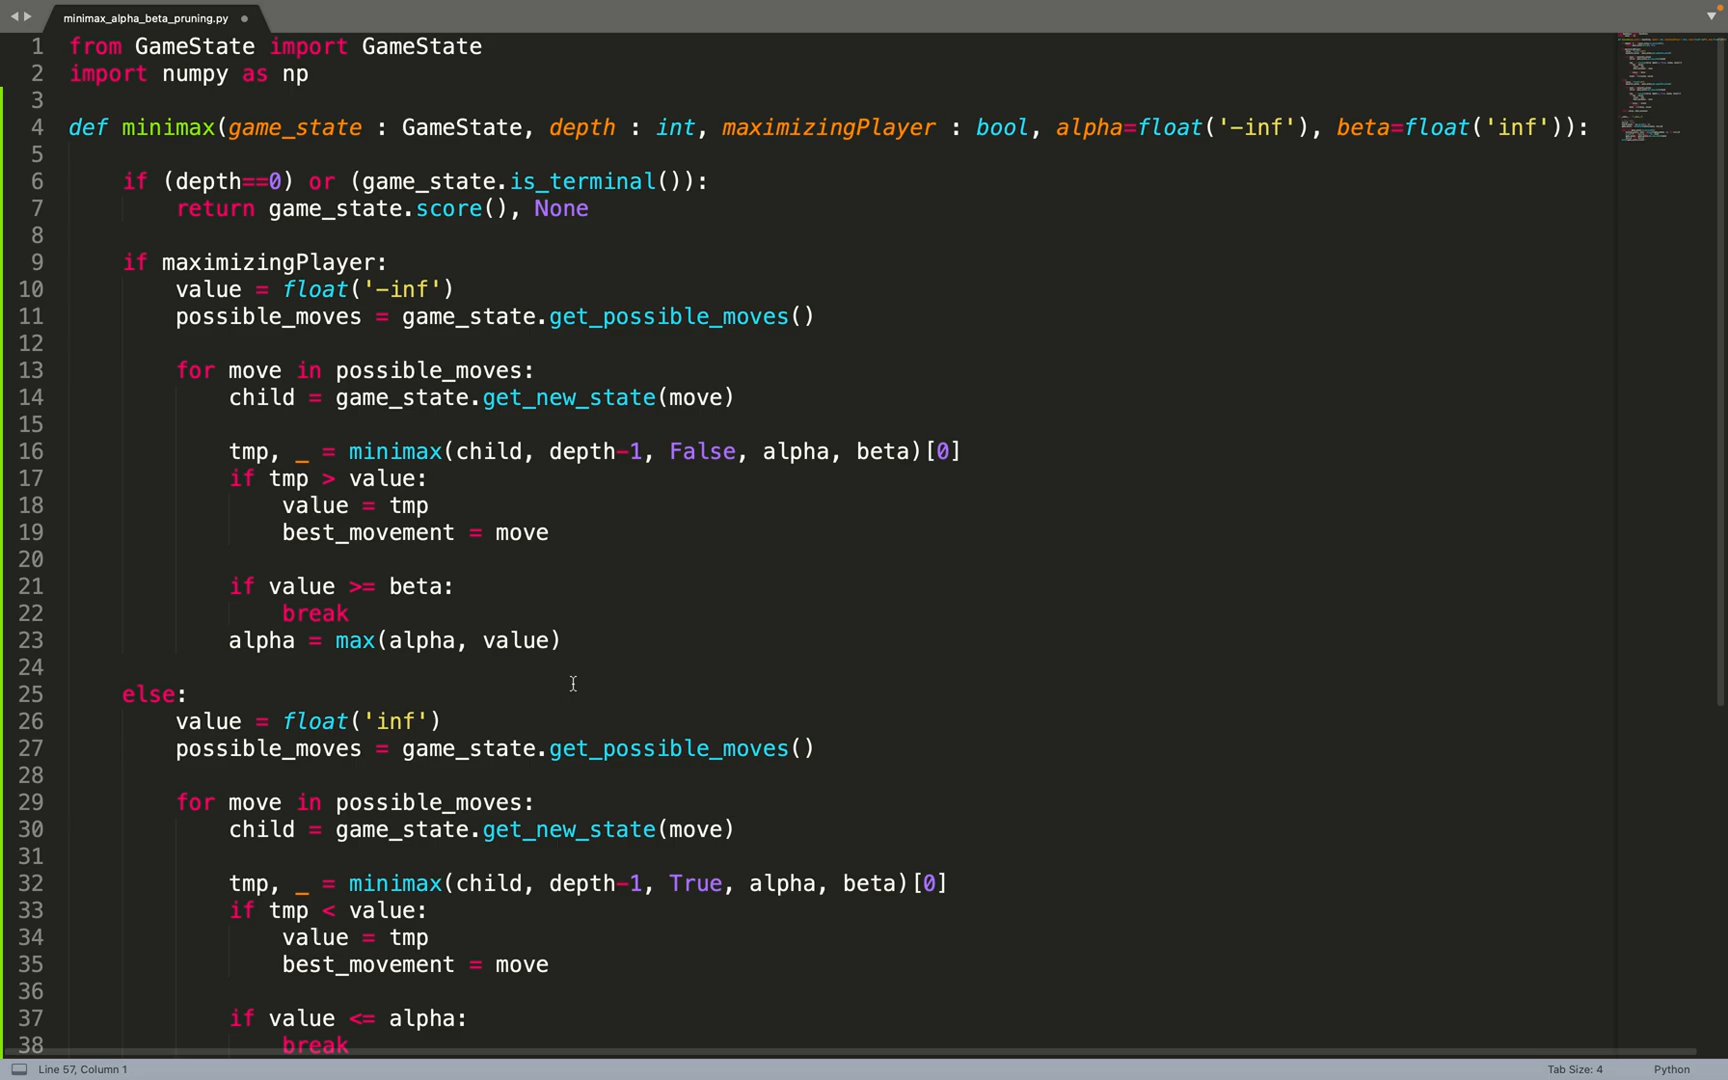 minimax_alpha_beta_pruning.py
1 from GameState import GameState
2 import numpy as np
3
4 def minimax(game_state : GameState, depth : int, maximizingPlayer : bool, alpha=float('-inf'), beta=float('inf')):
5
6 if (depth==0) or (game_state.is_terminal()):
7 return game_state.score(), None
8
9 if maximizingPlayer:
10 value = float('-inf')
11 possible_moves = game_state.get_possible_moves()
12
13 for move in possible_moves:
14 child = game_state.get_new_state(move)
15
16 tmp, _ = minimax(child, depth-1, False, alpha, beta)[0]
17 if tmp > value:
18 value = tmp
19 best_movement = move
20
21 if value >= beta:
22 break
23 alpha = max(alpha, value)
24
25 else:
26 value = float('inf')
27 possible_moves = game_state.get_possible_moves()
28
29 for move in possible_moves:
30 child = game_state.get_new_state(move)
31
32 tmp, _ = minimax(child, depth-1, True, alpha, beta)[0]
33 if tmp < value:
34 value = tmp
35 best_movement = move
36
37 if value <= alpha:
38 break
Line 57, Column 1 Tab Size: 4 Python